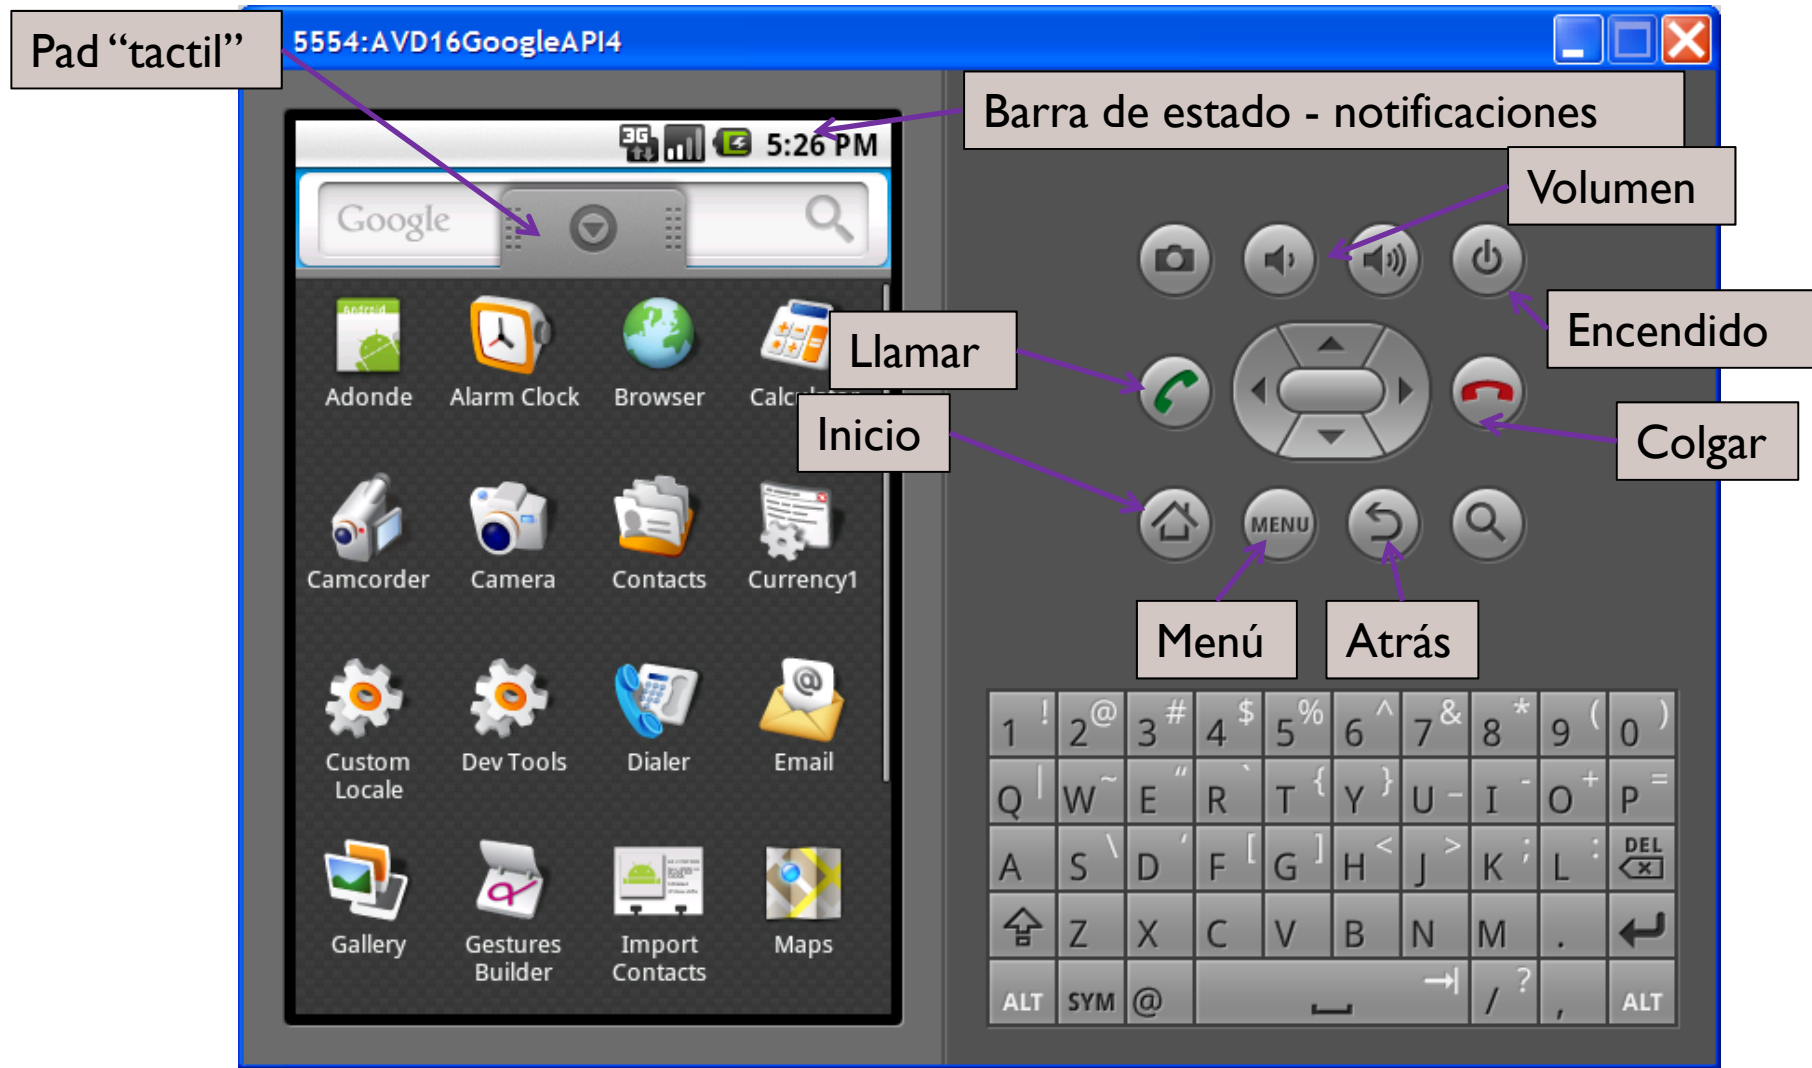 Pad “tactil”
5554:AVD16GoogleAPI4
Barra de estado - notificaciones
3G
5:26 PM
Volumen
Google
Encendido
Android
Llamar
Adonde
Alarm Clock
Browser
Inicio
Colgar
MENU
Camcorder
Camera
Contacts
Currency1
Menú
Atrás
@
Custom
Locale
Dev Tools
Dialer
Email
Gallery
Gestures
Builder
Import
Contacts
Maps
1 ! 2 @ 3 # 4 $ 5 % 6 ^ 7 & 8 * 9 ( 0 )
Q | W ~ E " R ` T { Y } U _ I - O + P =
A S \ D ' F [ G ] H < J > K ; L : DEL
Z X C V B N M .
ALT SYM @ / ? , ALT